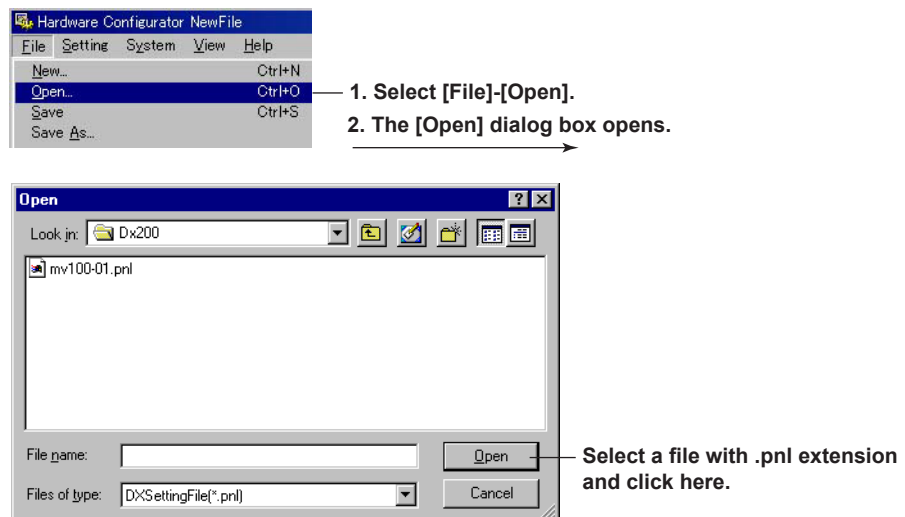 Hardware Configurator NewFile
File Setting System View Help
New... Ctrl+N
Open... Ctrl+O
Save Ctrl+S
Save As...
1. Select [File]-[Open].
2. The [Open] dialog box opens.
Open
Look in: Dx200
mv100-01.pnl
File name: Open
Files of type: DXSettingFile(*.pnl) Cancel
Select a file with .pnl extension
and click here.